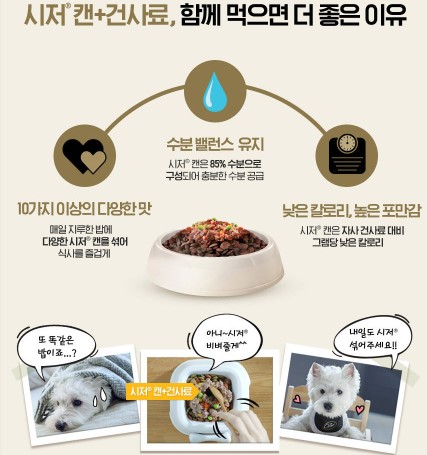 시저® 캔+건사료, 함께 먹으면 더 좋은 이유
수분 밸런스 유지
시저® 캔은 85% 수분으로
구성되어 충분한 수분 공급
10가지 이상의 다양한 맛
매일 지루한 밥에
다양한 시저® 캔을 섞어
식사를 즐겁게
낮은 칼로리, 높은 포만감
시저® 캔은 자사 건사료 대비
그램당 낮은 칼로리
또 똑같은
밥이죠...?
아니~시저®
비벼줄게^^
내일도 시저®
섞어주세요!!
시저® 캔+건사료